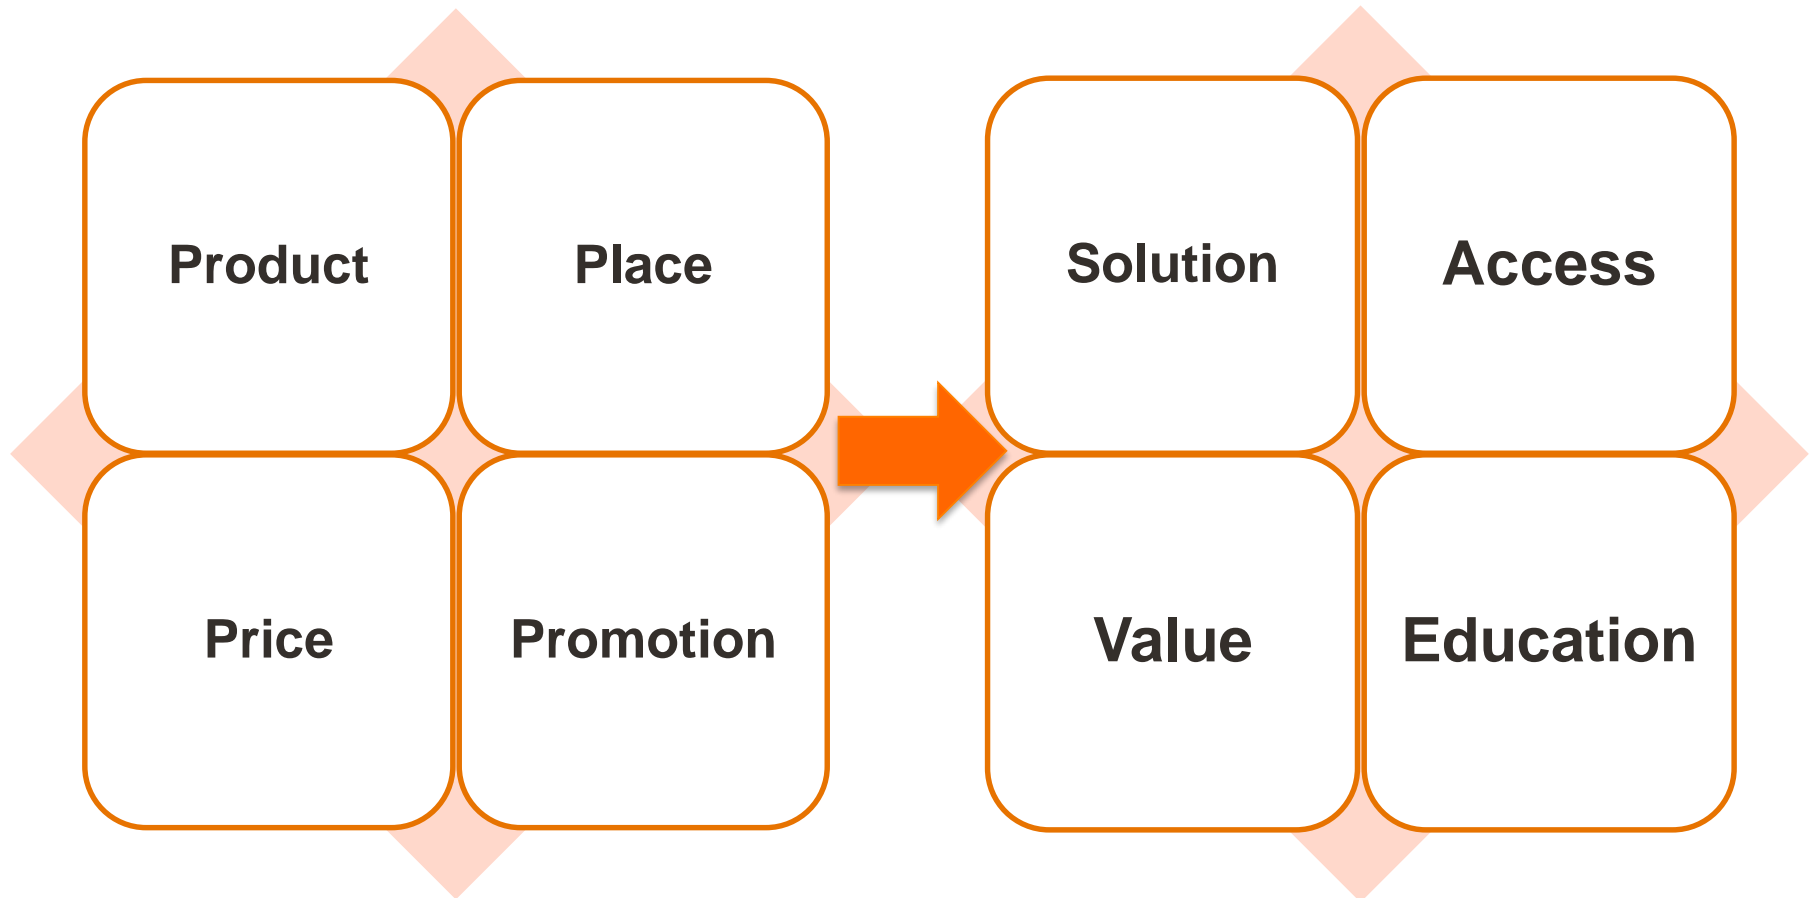 Product
Place
Price
Promotion
Solution
Access
Value
Education